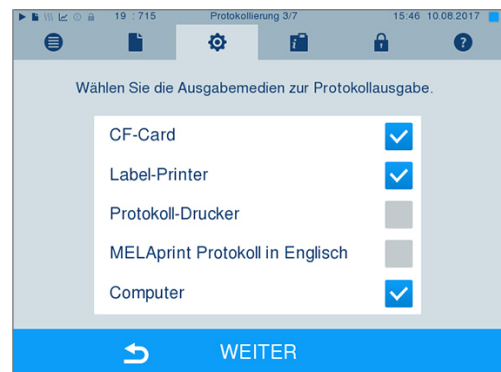 19 : 715 Protokollierung 3/7 15:46 10.08.2017
Wählen Sie die Ausgabemedien zur Protokollausgabe.
CF-Card
Label-Printer
Protokoll-Drucker
MELAprint Protokoll in Englisch
Computer
WEITER